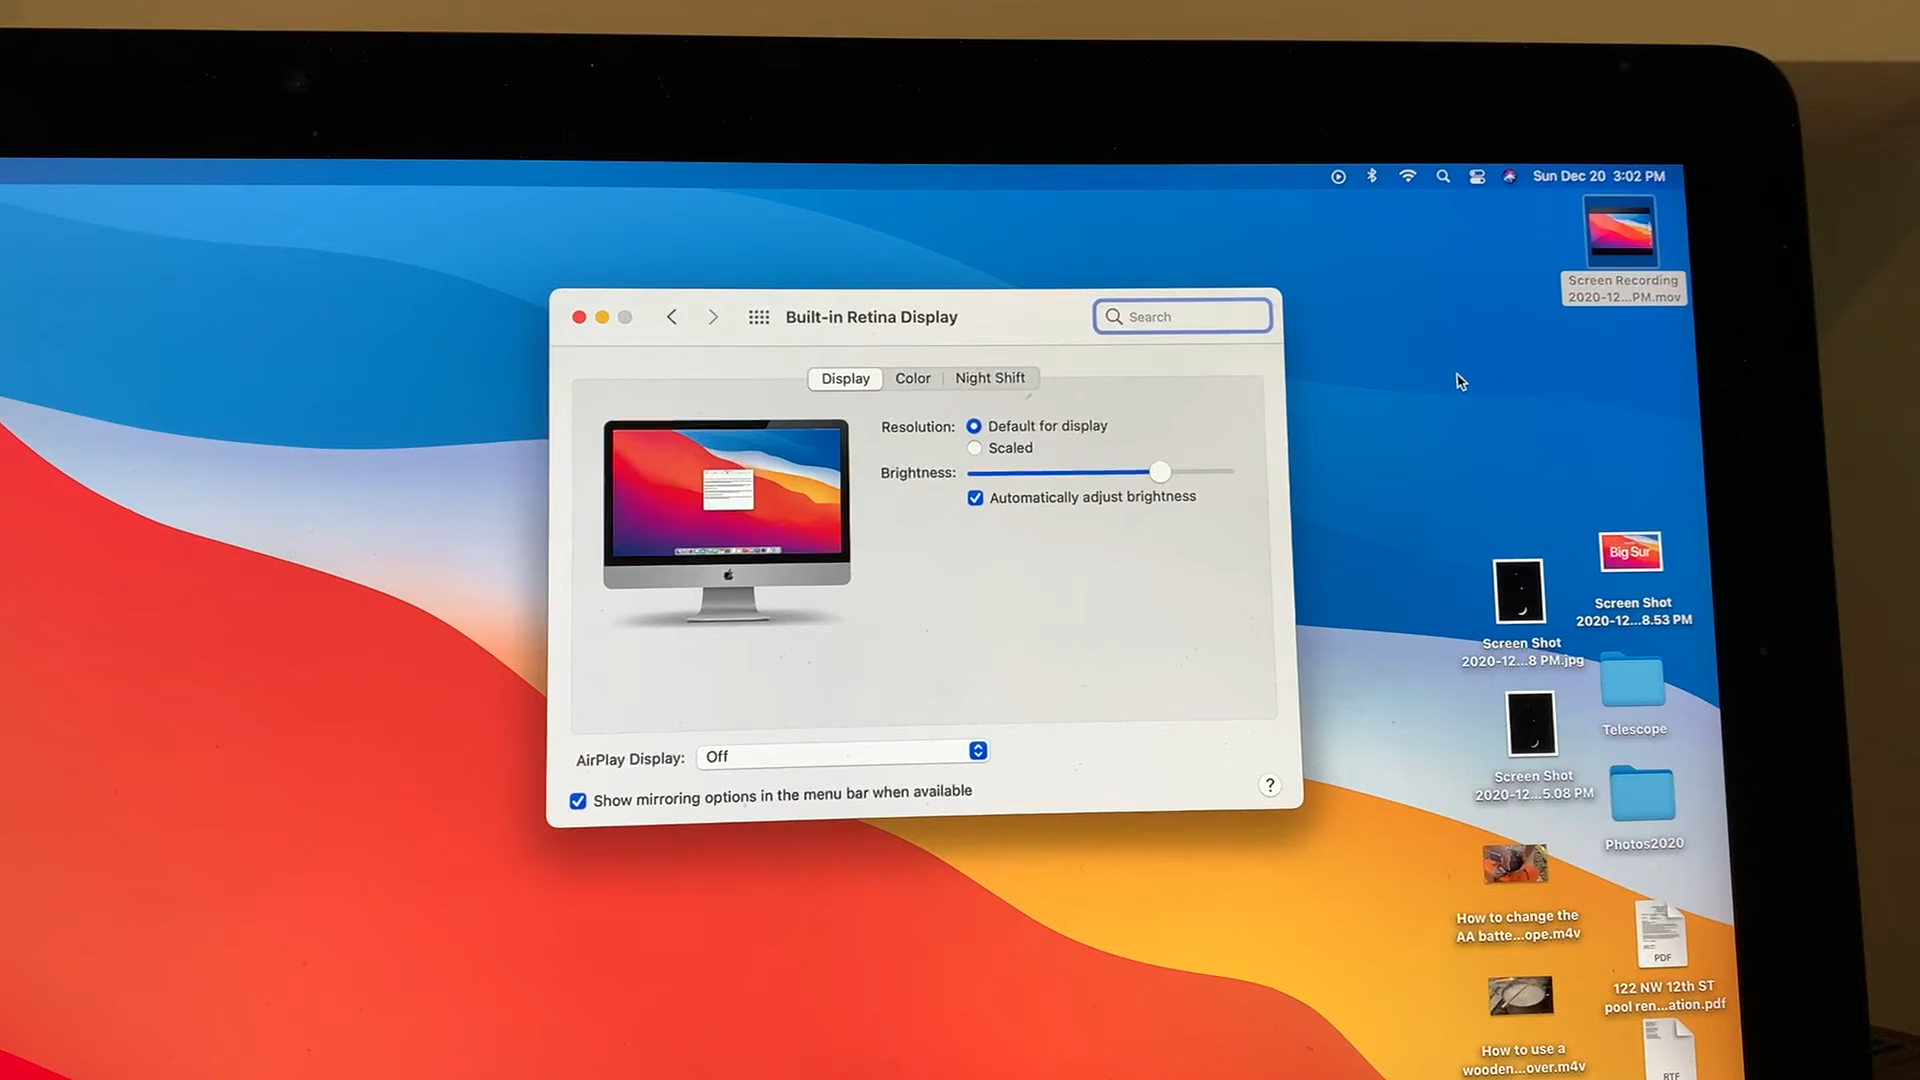 Sun Dec 20 3:02 PM
Screen Recording
2020-12...PM.mov
Built-in Retina Display
Search
Display
Color
Night Shift
Resolution:
Default for display
Scaled
Brightness:
Automatically adjust brightness
AirPlay Display:
Off
Show mirroring options in the menu bar when available
?
Big Sur
Screen Shot
2020-12...8.53 PM
Screen Shot
2020-12...8 PM.jpg
Telescope
Screen Shot
2020-12...5.08 PM
Photos2020
How to change the
AA batte...ope.m4v
PDF
122 NW 12th ST
pool ren...ation.pdf
How to use a
wooden...over.m4v
RTF